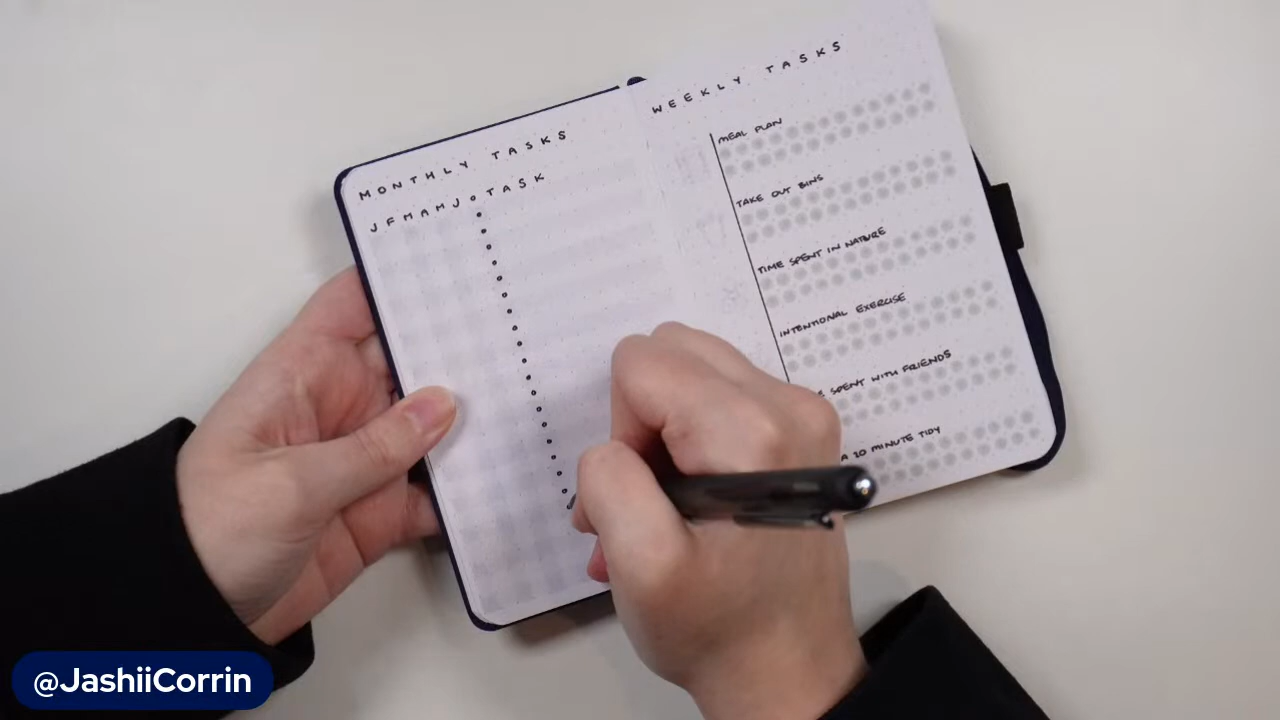 MONTHLY TASKS
J F M A M J TASK
WEEKLY TASKS
MEAL PLAN
TAKE OUT BINS
TIME SPENT IN NATURE
INTENTIONAL EXERCISE
SPENT WITH FRIENDS
A 20 MINUTE TIDY
@JashiiCorrin